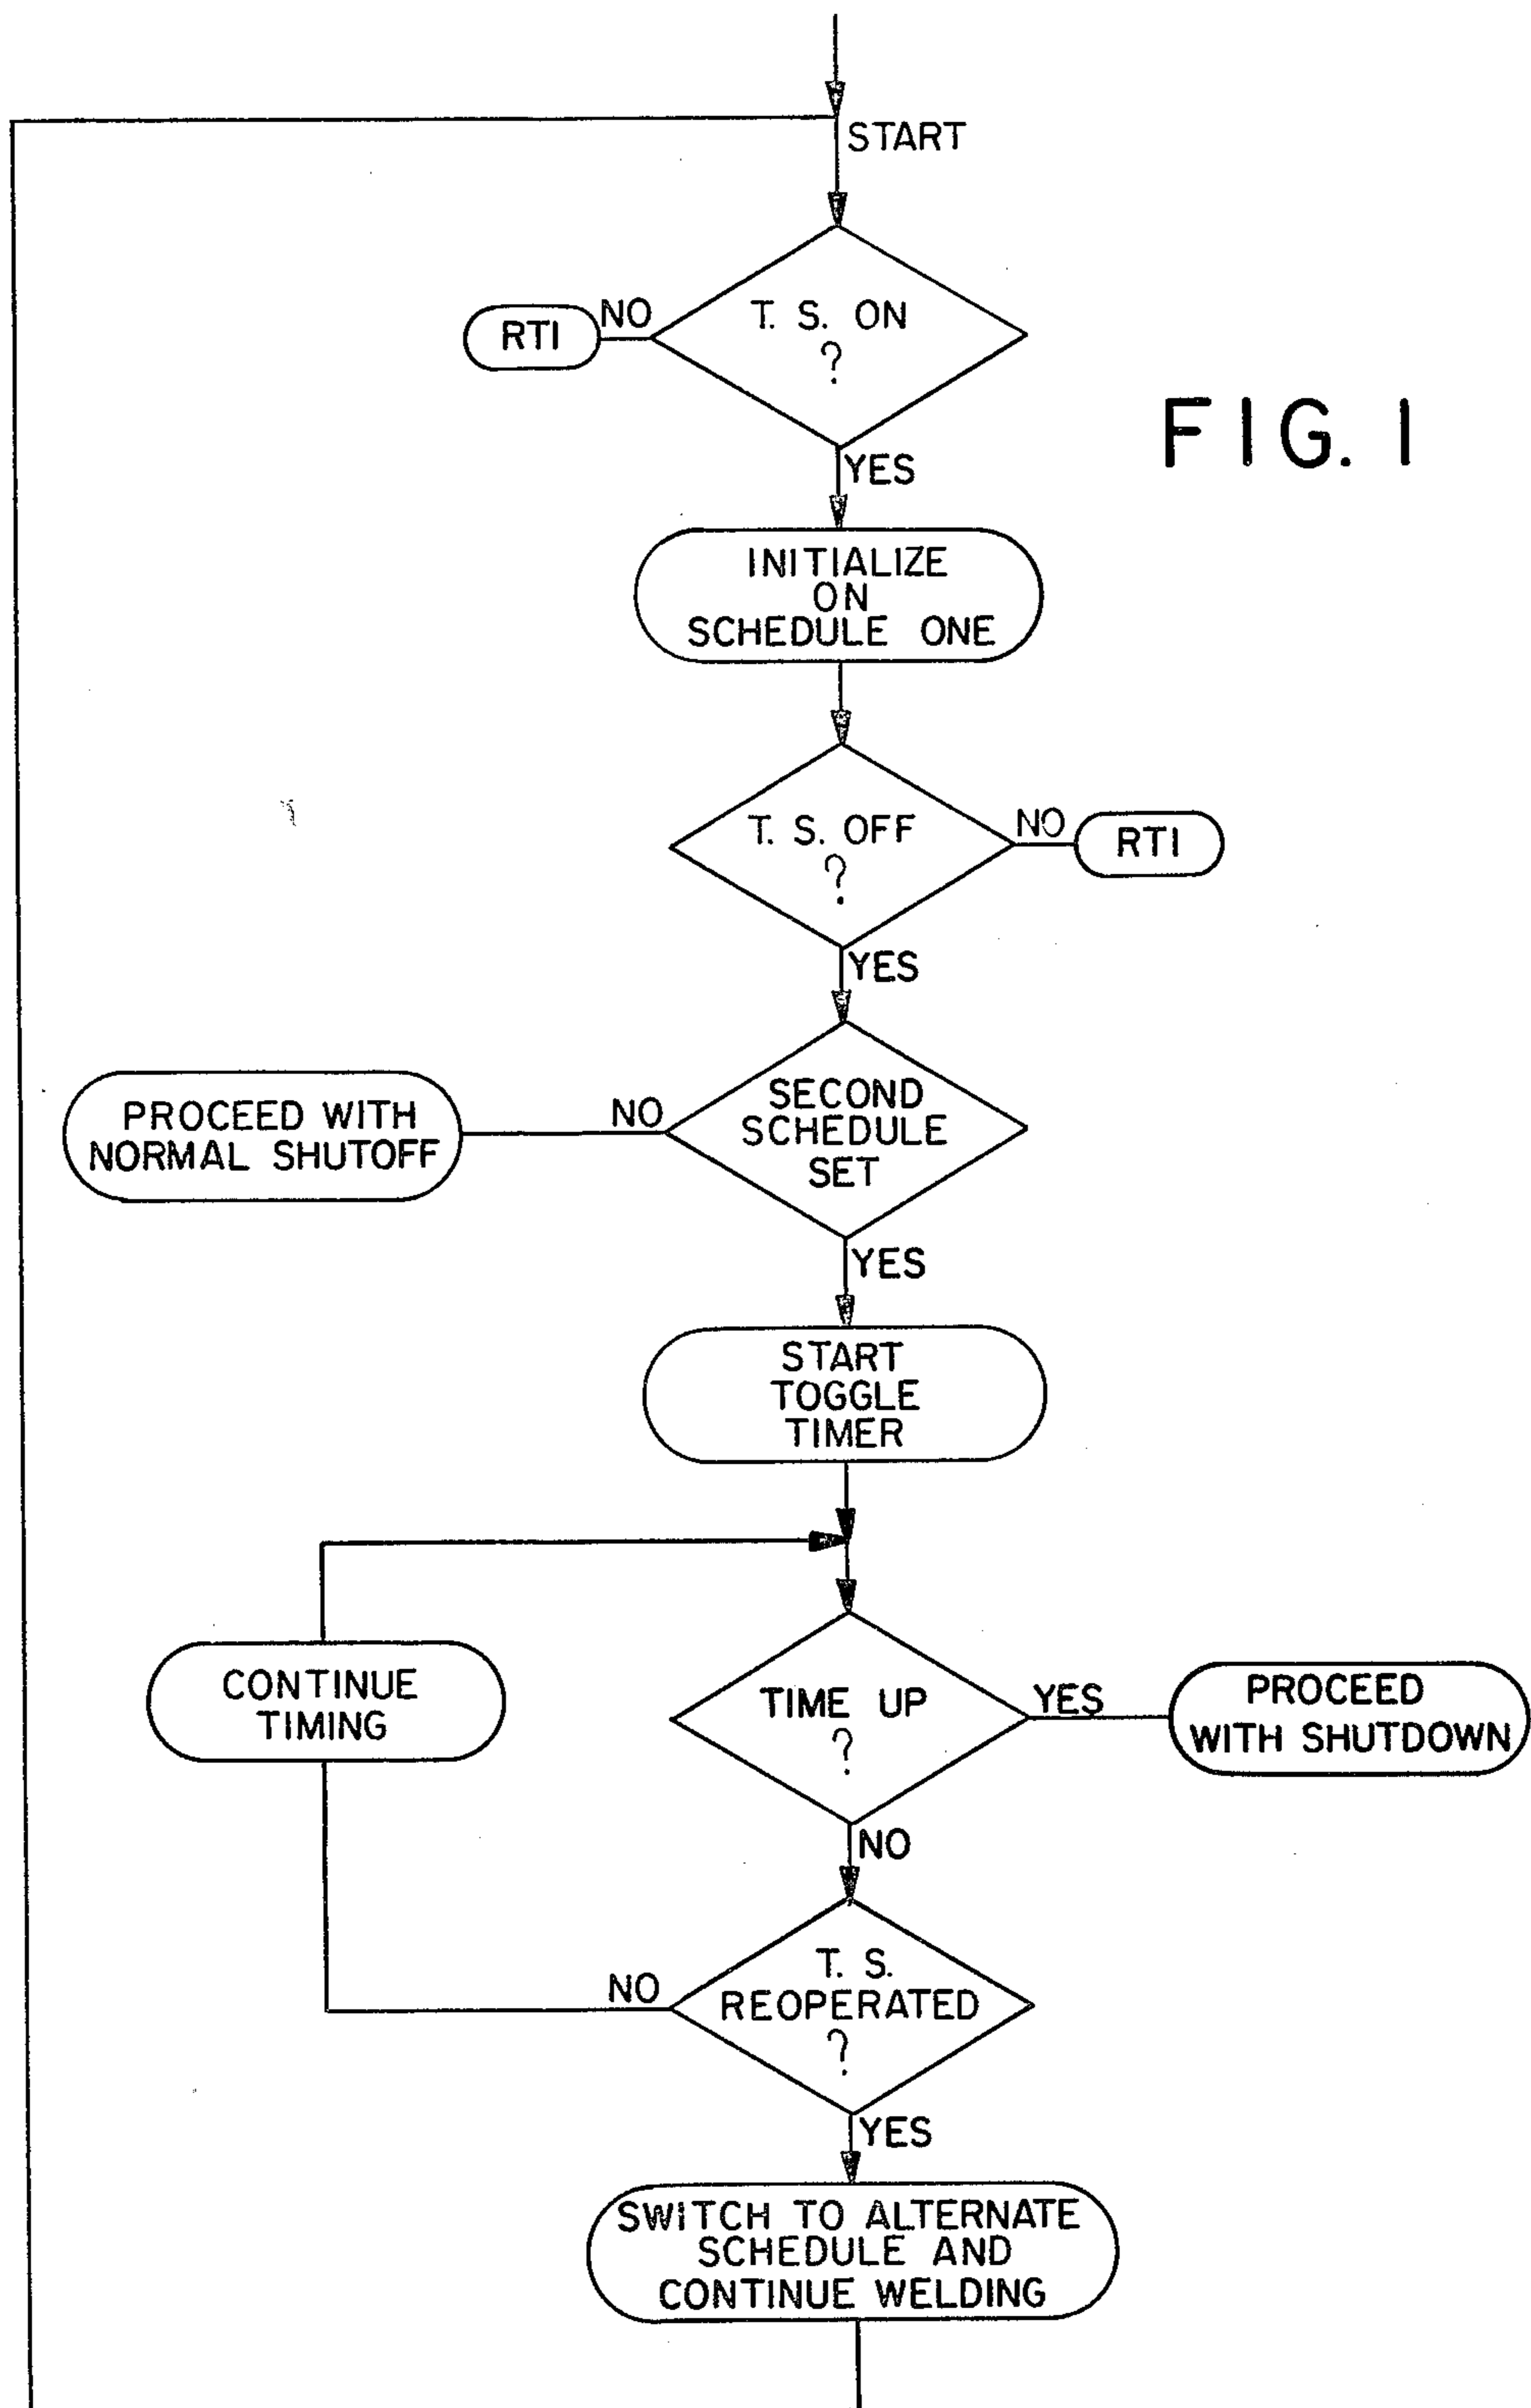 START
T. S. ON
?
NO
RTI
YES
FIG. 1
INITIALIZE
ON
SCHEDULE ONE
T. S. OFF
?
NO
RTI
YES
SECOND
SCHEDULE
SET
NO
PROCEED WITH
NORMAL SHUTOFF
YES
START
TOGGLE
TIMER
CONTINUE
TIMING
TIME UP
?
YES
PROCEED
WITH SHUTDOWN
NO
T. S.
REOPERATED
?
NO
YES
SWITCH TO ALTERNATE
SCHEDULE AND
CONTINUE WELDING